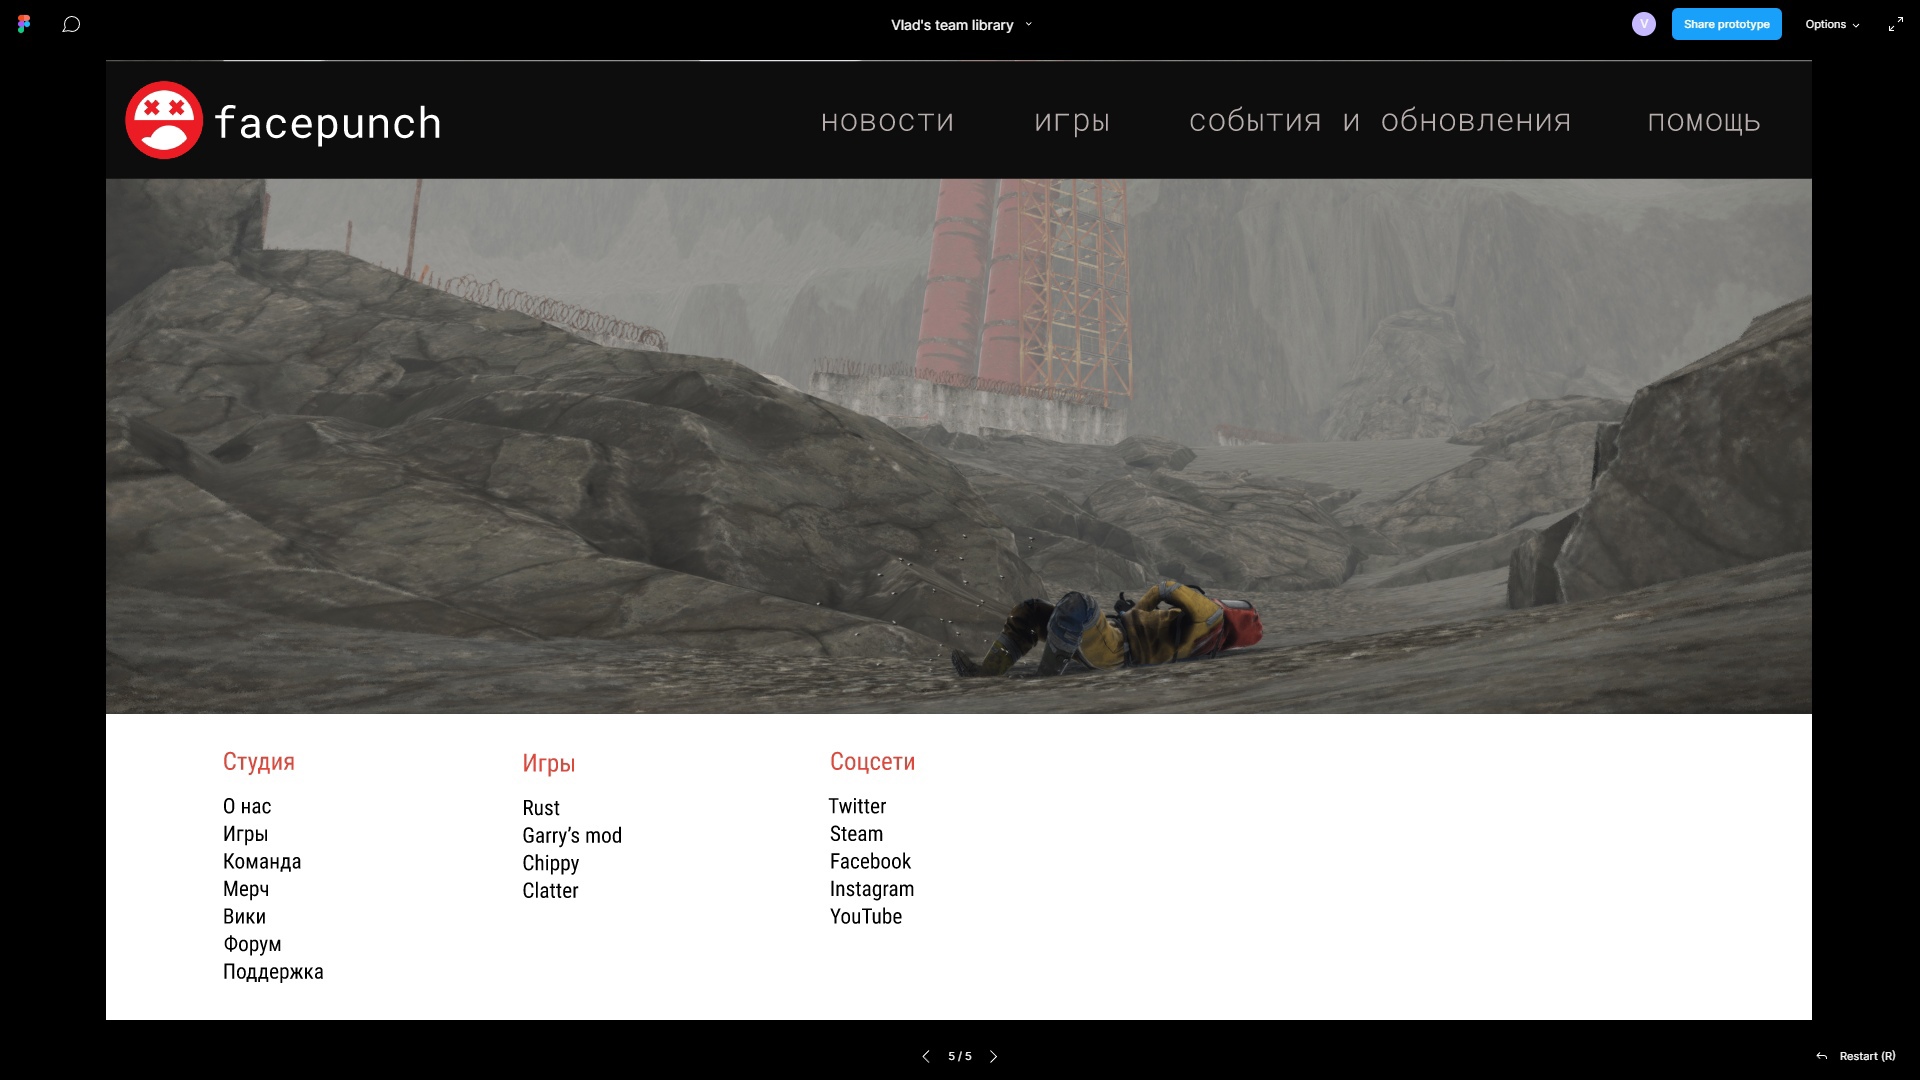 Vlad's team library
V
Share prototype
Options
facepunch
новости игры события и обновления помощь
Студия
О нас
Игры
Команда
Мерч
Вики
Форум
Поддержка
Игры
Rust
Garry’s mod
Chippy
Clatter
Соцсети
Twitter
Steam
Facebook
Instagram
YouTube
5 / 5
Restart (R)